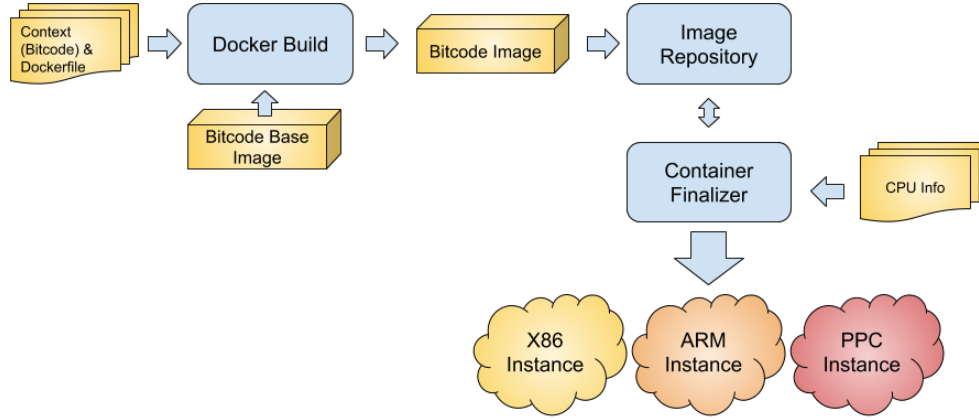 Context
(Bitcode) &
Dockerfile
Docker Build
Bitcode Image
Image
Repository
Bitcode Base
Image
Container
Finalizer
CPU Info
X86
Instance
ARM
Instance
PPC
Instance